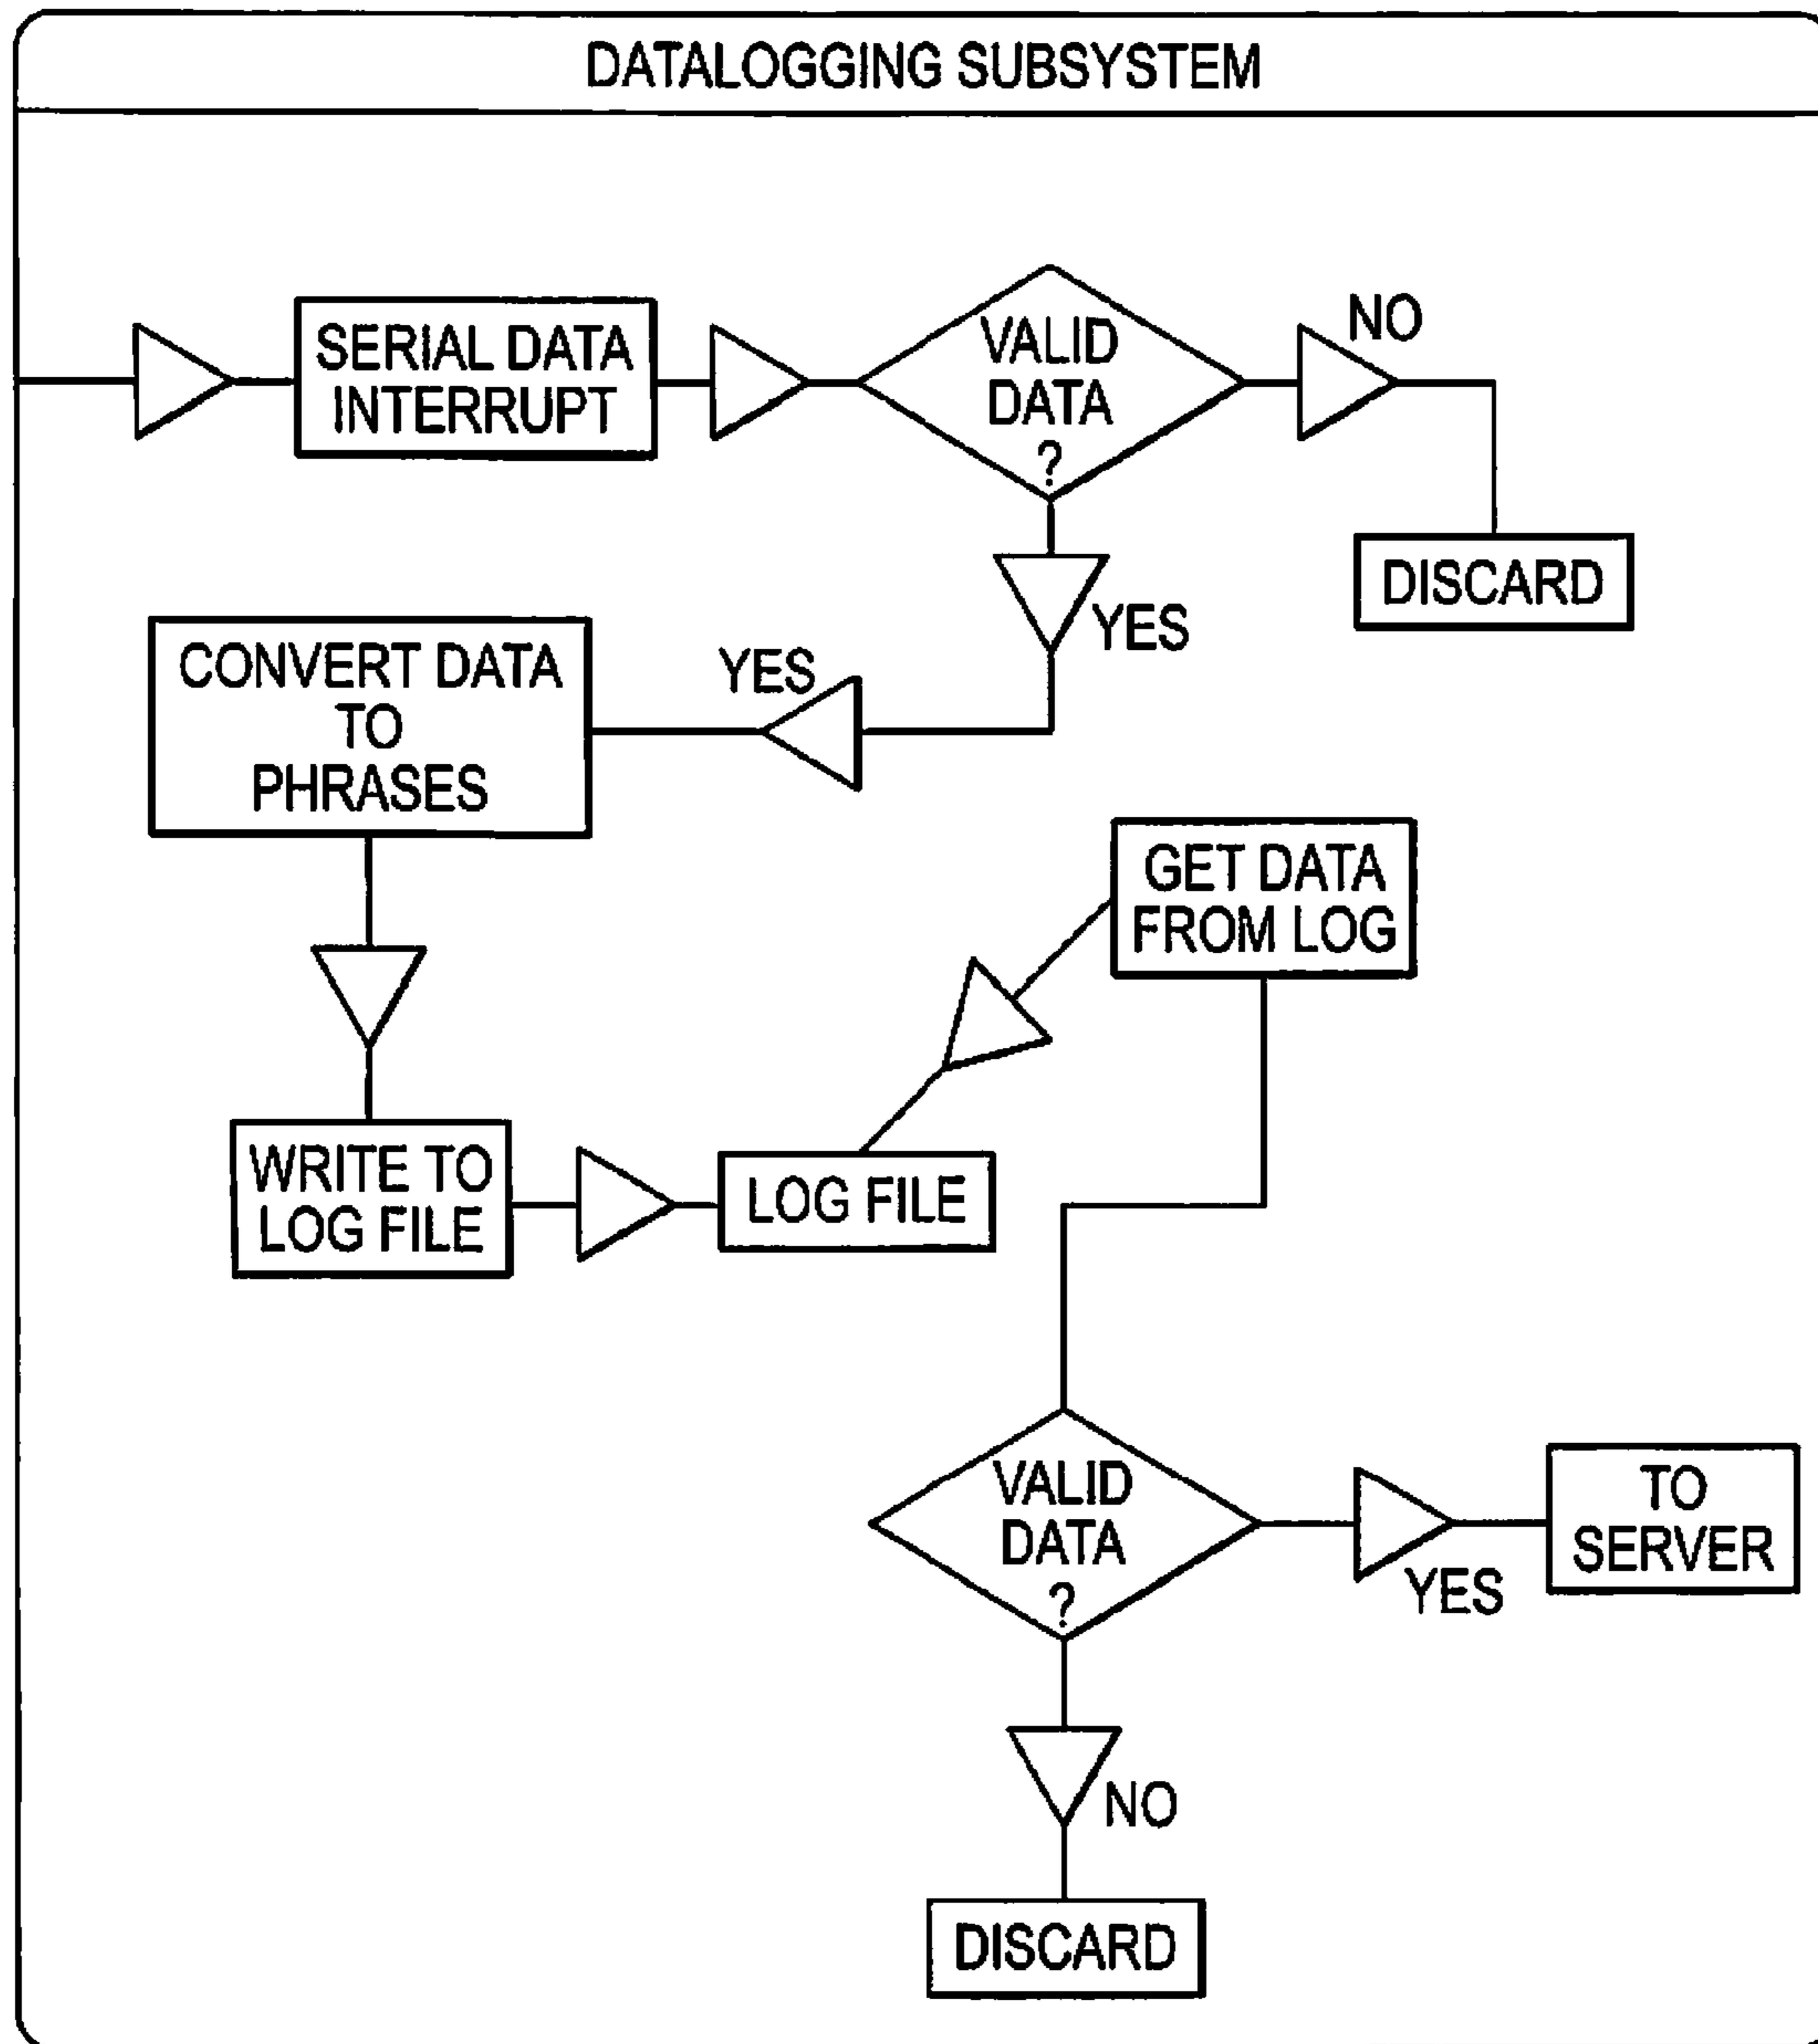 DATALOGGING SUBSYSTEM
SERIAL DATA
INTERRUPT
VALID
DATA
?
NO
DISCARD
YES
YES
CONVERT DATA
TO
PHRASES
GET DATA
FROM LOG
WRITE TO
LOG FILE
LOG FILE
VALID
DATA
?
YES
TO
SERVER
NO
DISCARD